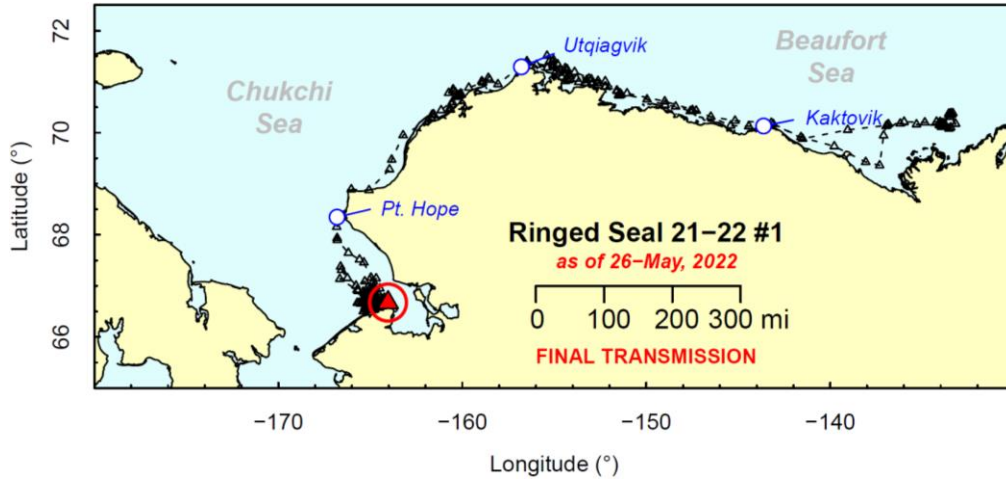 72
70
68
66
Latitude (°)
Utqiagvik
Beaufort
Sea
Chukchi
Sea
Kaktovik
Pt. Hope
Ringed Seal 21−22 #1
as of 26−May, 2022
0 100 200 300 mi
FINAL TRANSMISSION
−170 −160 −150 −140
Longitude (°)